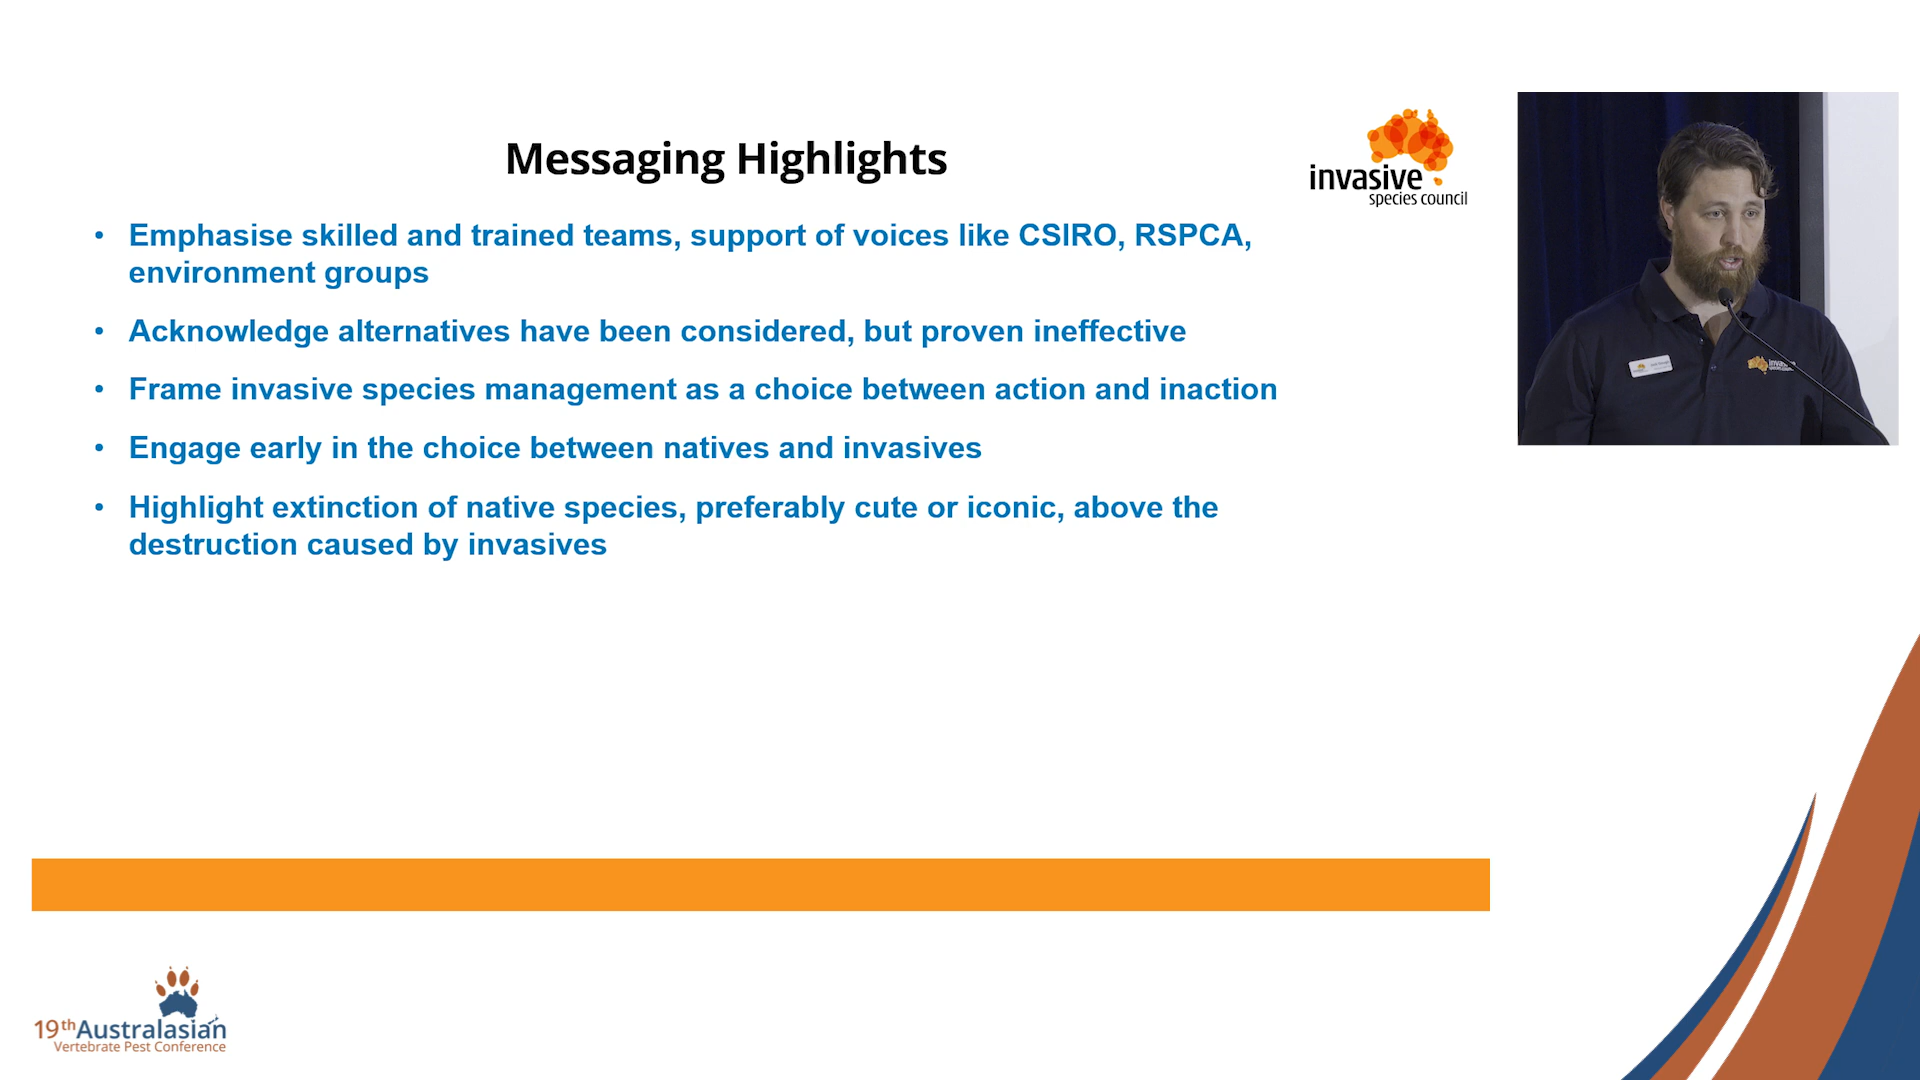 Messaging Highlights
invasive
species council
• Emphasise skilled and trained teams, support of voices like CSIRO, RSPCA,
environment groups
• Acknowledge alternatives have been considered, but proven ineffective
• Frame invasive species management as a choice between action and inaction
• Engage early in the choice between natives and invasives
• Highlight extinction of native species, preferably cute or iconic, above the
destruction caused by invasives
19th Australasian
Vertebrate Pest Conference